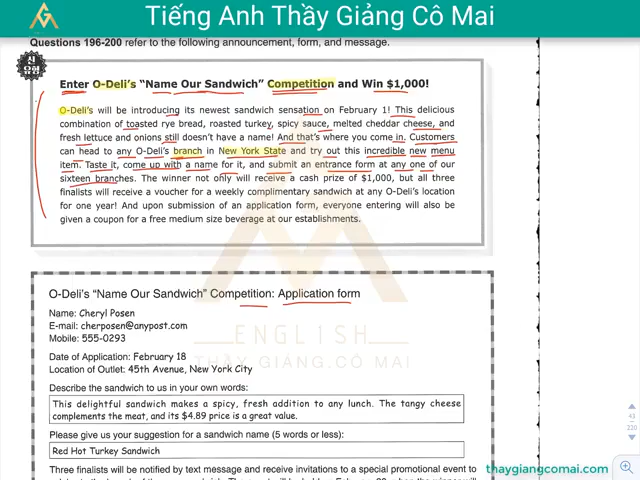 Tiếng Anh Thầy Giảng Cô Mai
Questions 196-200 refer to the following announcement, form, and message.
Enter O-Deli's "Name Our Sandwich" Competition and Win $1,000!
O-Deli's will be introducing its newest sandwich sensation on February 1! This delicious
combination of toasted rye bread, roasted turkey, spicy sauce, melted cheddar cheese, and
fresh lettuce and onions still doesn't have a name! And that's where you come in. Customers
can head to any O-Deli's branch in New York State and try out this incredible new menu
item. Taste it, come up with a name for it, and submit an entrance form at any one of our
sixteen branches. The winner not only will receive a cash prize of $1,000, but all three
finalists will receive a voucher for a weekly complimentary sandwich at any O-Deli's location
for one year! And upon submission of an application form, everyone entering will also be
given a coupon for a free medium size beverage at our establishments.
O-Deli's "Name Our Sandwich" Competition: Application form
Name: Cheryl Posen
E-mail: cherposen@anypost.com
Mobile: 555-0293
ENGLISH
THẦY GIẢNG.CÔ MAI
Date of Application: February 18
Location of Outlet: 45th Avenue, New York City
Describe the sandwich to us in your own words:
This delightful sandwich makes a spicy, fresh addition to any lunch. The tangy cheese
complements the meat, and its $4.89 price is a great value.
Please give us your suggestion for a sandwich name (5 words or less):
Red Hot Turkey Sandwich
Three finalists will be notified by text message and receive invitations to a special promotional event to
43
220
thaygiangcomai.com